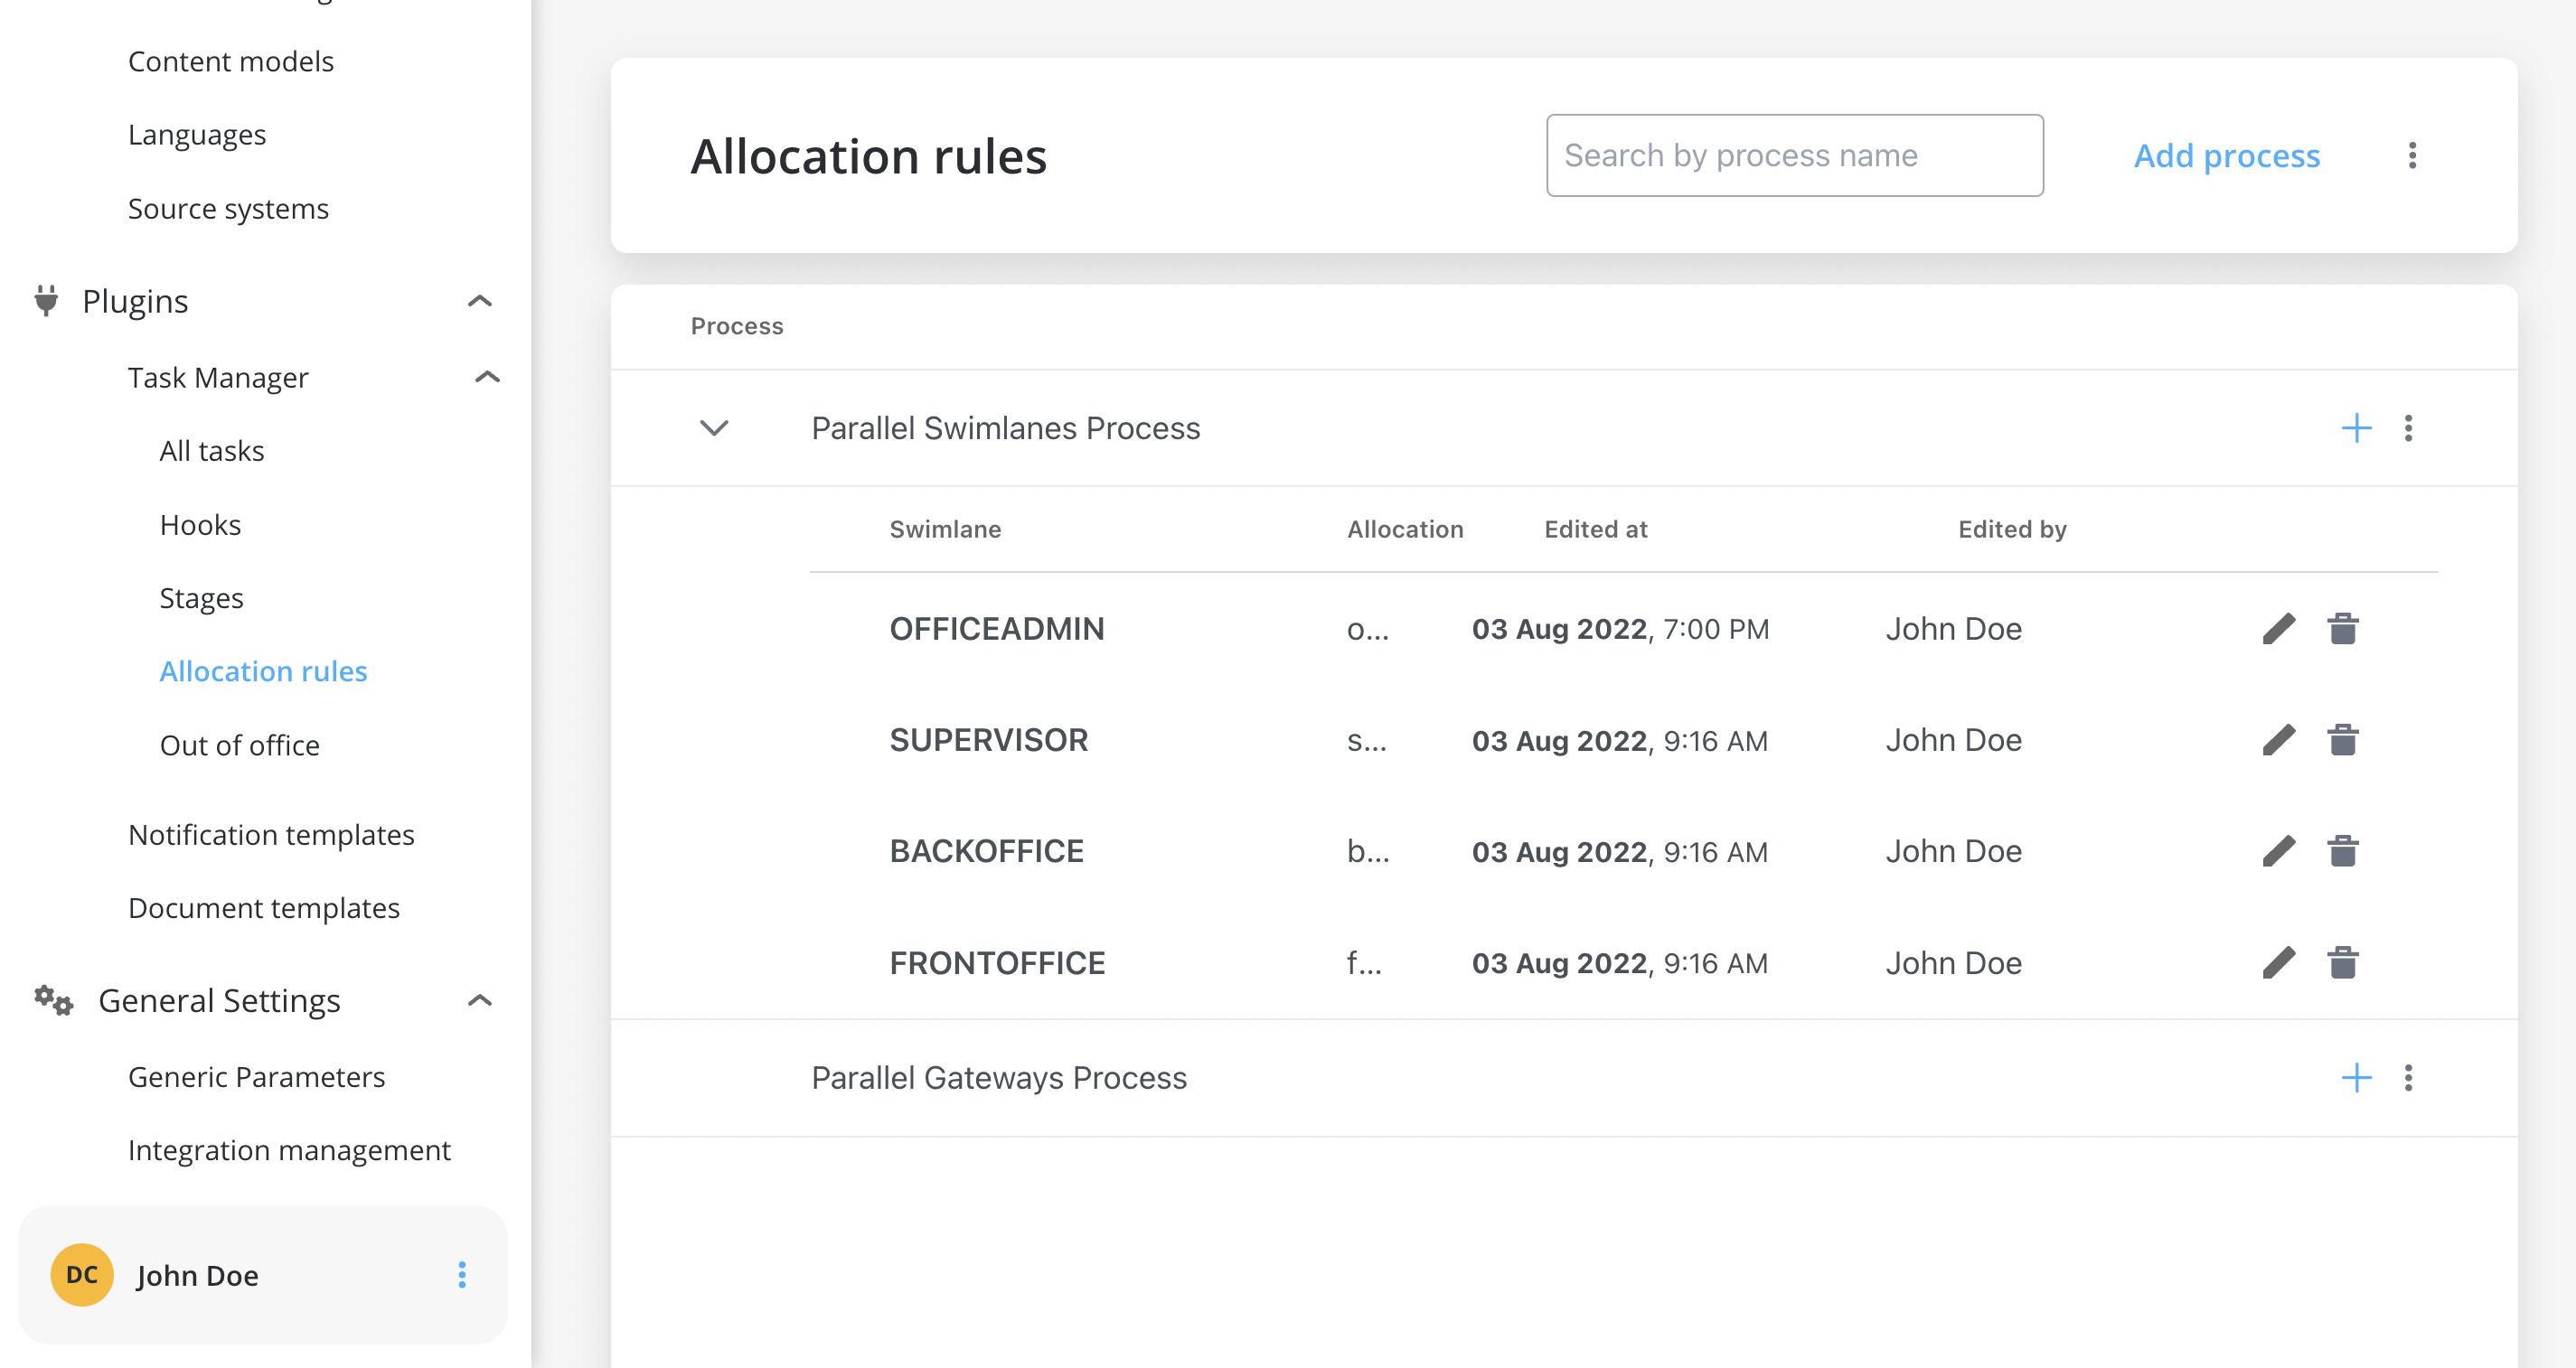 Content models
Languages
Source systems
Plugins
Task Manager
All tasks
Hooks
Stages
Allocation rules
Out of office
Notification templates
Document templates
General Settings
Generic Parameters
Integration management
DC John Doe
Allocation rules
Search by process name
Add process
Process
Parallel Swimlanes Process
Swimlane Allocation Edited at Edited by
OFFICEADMIN o... 03 Aug 2022, 7:00 PM John Doe
SUPERVISOR s... 03 Aug 2022, 9:16 AM John Doe
BACKOFFICE b... 03 Aug 2022, 9:16 AM John Doe
FRONTOFFICE f... 03 Aug 2022, 9:16 AM John Doe
Parallel Gateways Process